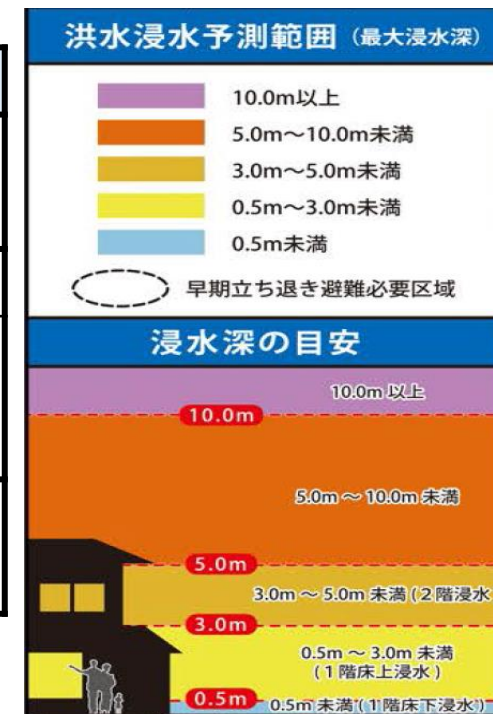 洪水浸水予測範囲（最大浸水深）
10.0m以上
5.0m～10.0m未満
3.0m～5.0m未満
0.5m～3.0m未満
0.5m未満
早期立ち退き避難必要区域
浸水深の目安
10.0m 以上
10.0m
5.0m ～ 10.0m 未満
5.0m
3.0m ～ 5.0m 未満(2階浸水
3.0m
0.5m ～ 3.0m 未満
(1階床上浸水)
0.5m
0.5m 未満(1階床下浸水)